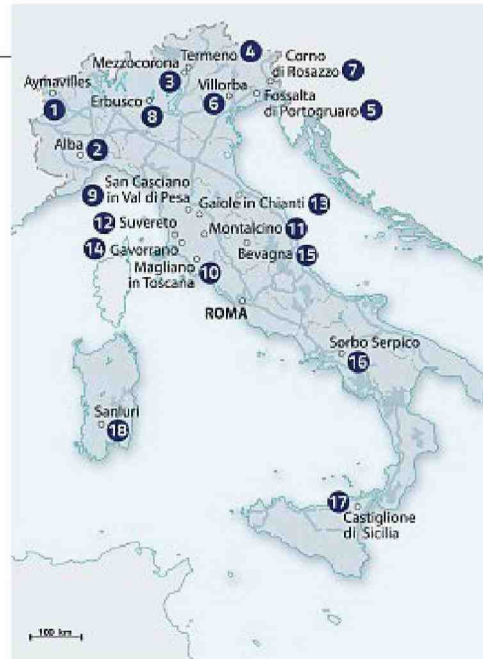 Termeno 4
Corno
di Rosazzo 7
Mezzocorona
3
Aymavilles
1
Villorba
6
Erbusco
8
Fossalta
di Portogruaro 5
Alba 2
9 San Casciano
in Val di Pesa
Gaiole in Chianti 13
12 Suvereto
Montalcino 11
14 Gavorrano
Bevagna 15
Magliano
in Toscana 10
ROMA
Sorbo Serpico
16
Sanluri
18
17
Castiglione
di Sicilia
100 km